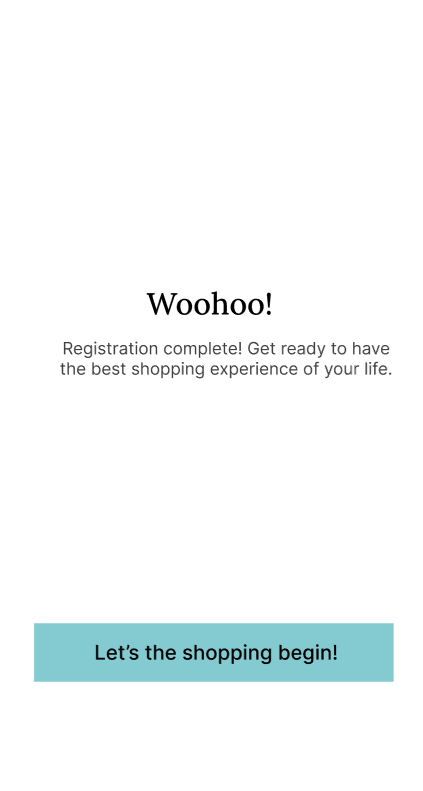 Woohoo!
Registration complete! Get ready to have
the best shopping experience of your life.
Let’s the shopping begin!